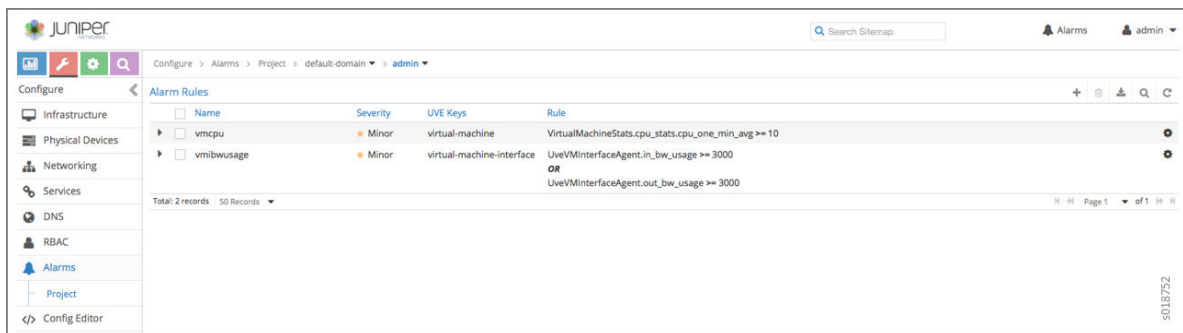 JUNIPER
NETWORKS
Search Sitemap
Alarms
admin
Configure > Alarms > Project > default-domain > admin
Configure
Alarm Rules
Infrastructure
Physical Devices
Networking
Services
DNS
RBAC
Alarms
Project
</> Config Editor
Name Severity UVE Keys Rule
vmcpu Minor virtual-machine VirtualMachineStats.cpu_stats.cpu_one_min_avg >= 10
vmibwusage Minor virtual-machine-interface UveVMInterfaceAgent.in_bw_usage >= 3000
OR
UveVMInterfaceAgent.out_bw_usage >= 3000
Total: 2 records 50 Records Page 1 of 1
s018752